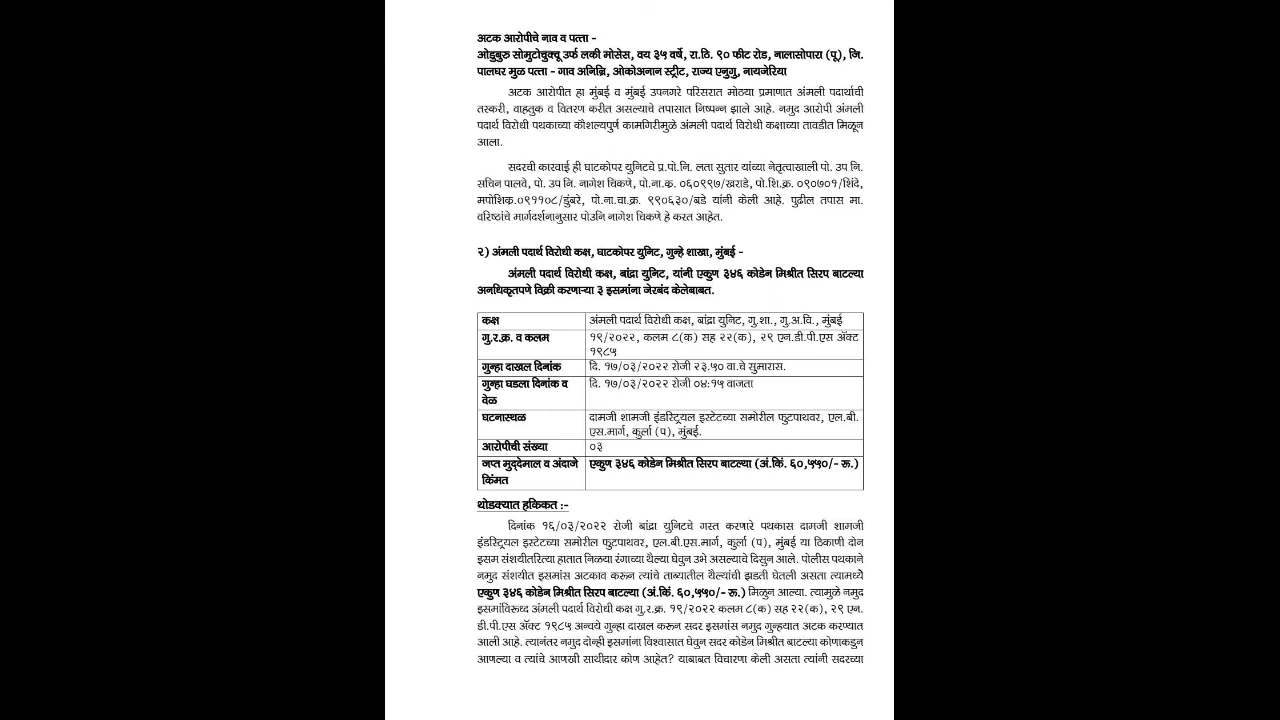 अटक आरोपीचे नाव व पत्ता -
ओडुबुरु सोमुटोचुक्वू उर्फ लकी मोसेस, वय ३५ वर्षे, रा.ठि. ९० फीट रोड, नालासोपारा (पू), जि.
पालघर मुळ पत्ता - गाव अनिब्रि, ओकोअनान स्ट्रीट, राज्य एनुगु, नायजेरिया
अटक आरोपीत हा मुंबई व मुंबई उपनगरे परिसरात मोठया प्रमाणात अंमली पदार्थाची
तस्करी, वाहतुक व वितरण करीत असल्याचे तपासात निष्पन्न झाले आहे. नमुद आरोपी अंमली
पदार्थ विरोधी पथकाच्या कौशल्यपुर्ण कामगिरीमुळे अंमली पदार्थ विरोधी कक्षाच्या तावडीत मिळून
आला.
सदरची कारवाई ही घाटकोपर युनिटचे प्र.पो.नि. लता सुतार यांच्या नेतृत्वाखाली पो. उप नि.
सचिन पालवे, पो. उप नि. नागेश चिकणे, पो.ना.क. ०६०९९७/खराडे, पो.शि.क्र. ०९०७०१/शिंदे,
मपोशिक.०९११०८/डुंबरे, पो.ना.चा.क्र. ९९०६३०/बडे यांनी केली आहे. पुढील तपास मा.
वरिष्ठांचे मार्गदर्शनानुसार पोउनि नागेश चिकणे हे करत आहेत.
२) अंमली पदार्थ विरोधी कक्ष, घाटकोपर युनिट, गुन्हे शाखा, मुंबई -
अंमली पदार्थ विरोधी कक्ष, बांद्रा युनिट, यांनी एकुण ३४६ कोडेन मिश्रीत सिरप बाटल्या
अनधिकृतपणे विक्री करणाऱ्या ३ इसमांना जेरबंद केलेबाबत.
कक्ष अंमली पदार्थ विरोधी कक्ष, बांद्रा युनिट, गु.शा., गु.अ.वि., मुंबई
गु.र.क्र. व कलम १९/२०२२, कलम ८(क) सह २२(क), २९ एन.डी.पी.एस ॲक्ट
१९८५
गुन्हा दाखल दिनांक दि. १७/०३/२०२२ रोजी २३.५० वा.चे सुमारास.
गुन्हा घडला दिनांक व दि. १७/०३/२०२२ रोजी ०४:१५ वाजता
वेळ
घटनास्थळ दामजी शामजी इंडस्ट्रियल इस्टेटच्या समोरील फुटपाथवर, एल.बी.
एस.मार्ग, कुर्ला (प), मुंबई.
आरोपीची संख्या ०३
जप्त मुद्देमाल व अंदाजे एकुण ३४६ कोडेन मिश्रीत सिरप बाटल्या (अं.किं. ६०,५५०/- रू.)
किंमत
थोडक्यात हकिकत :-
दिनांक १६/०३/२०२२ रोजी बांद्रा युनिटचे गस्त करणारे पथकास दामजी शामजी
इंडस्ट्रियल इस्टेटच्या समोरील फुटपाथवर, एल.बी.एस.मार्ग, कुर्ला (प), मुंबई या ठिकाणी दोन
इसम संशयीतरित्या हातात निळया रंगाच्या थैल्या घेवुन उभे असल्याचे दिसुन आले. पोलीस पथकाने
नमुद संशयीत इसमांस अटकाव करून त्यांचे ताब्यातील थैल्यांची झडती घेतली असता त्यामध्ये
एकुण ३४६ कोडेन मिश्रीत सिरप बाटल्या (अं.किं. ६०,५५०/- रू.) मिळुन आल्या. त्यामुळे नमुद
इसमांविरूध्द अंमली पदार्थ विरोधी कक्ष गु.र.क्र. १९/२०२२ कलम ८(क) सह २२(क), २९ एन.
डी.पी.एस ॲक्ट १९८५ अन्वये गुन्हा दाखल करून सदर इसमांस नमुद गुन्हयात अटक करण्यात
आली आहे. त्यानंतर नमुद दोन्ही इसमांना विश्वासात घेवुन सदर कोडेन मिश्रीत बाटल्या कोणाकडुन
आणल्या व त्यांचे आणखी साथीदार कोण आहेत? याबाबत विचारणा केली असता त्यांनी सदरच्या